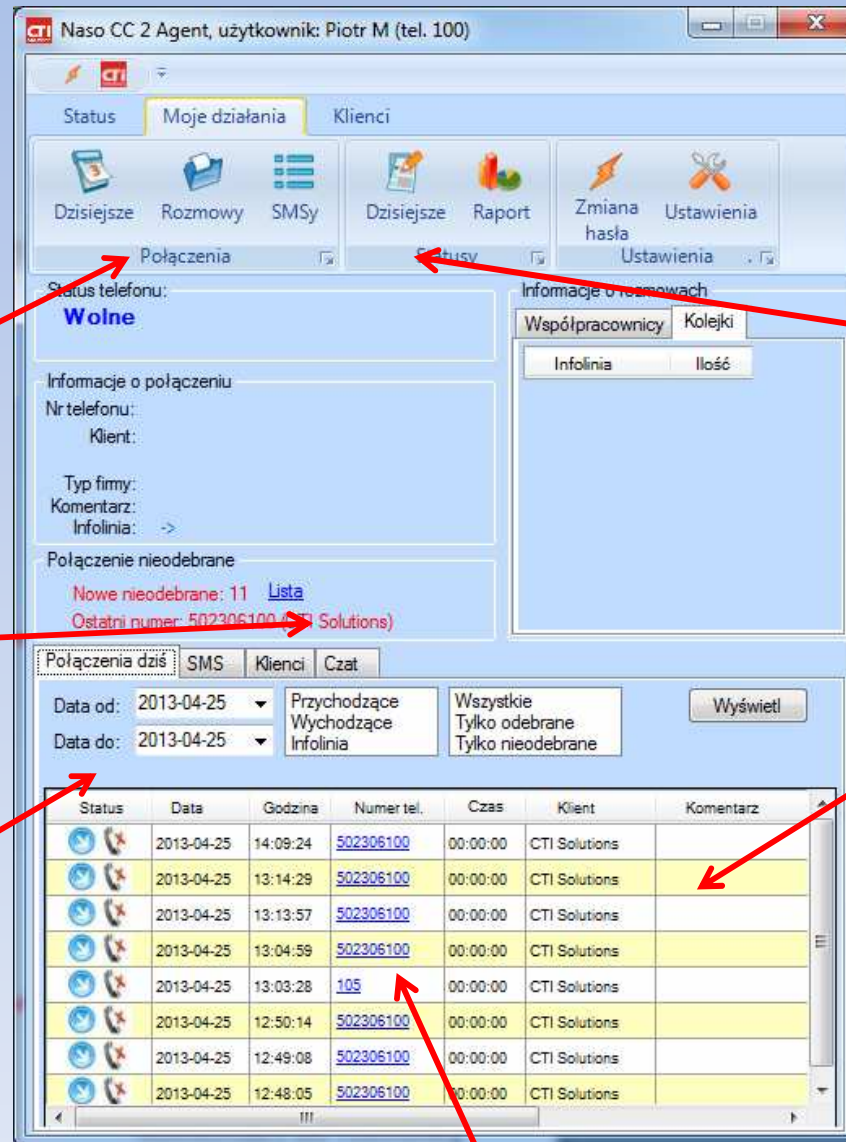 CTI Naso CC 2 Agent, użytkownik: Piotr M (tel. 100)
CTI
Status Moje działania Klienci
3
Dzisiejsze Rozmowy SMSy Dzisiejsze Raport Zmiana hasła Ustawienia
Połączenia Statusy Ustawienia
Status telefonu:
Wolne
Informacje o rozmowach
Współpracownicy Kolejki
Infolinia Ilość
Informacje o połączeniu
Nr telefonu:
Klient:
Typ firmy:
Komentarz:
Infolinia: ->
Połączenie nieodebrane
Nowe nieodebrane: 11 Lista
Ostatni numer: 502306100 (CTI Solutions)
Połączenia dziś SMS Klienci Czat
Data od: 2013-04-25
Data do: 2013-04-25
Przychodzące
Wychodzące
Infolinia
Wszystkie
Tylko odebrane
Tylko nieodebrane
Wyświetl
Status Data Godzina Numer tel. Czas Klient Komentarz
2013-04-25 14:09:24 502306100 00:00:00 CTI Solutions
2013-04-25 13:14:29 502306100 00:00:00 CTI Solutions
2013-04-25 13:13:57 502306100 00:00:00 CTI Solutions
2013-04-25 13:04:59 502306100 00:00:00 CTI Solutions
2013-04-25 13:03:28 105 00:00:00 CTI Solutions
2013-04-25 12:50:14 502306100 00:00:00 CTI Solutions
2013-04-25 12:49:08 502306100 00:00:00 CTI Solutions
2013-04-25 12:48:05 502306100 00:00:00 CTI Solutions